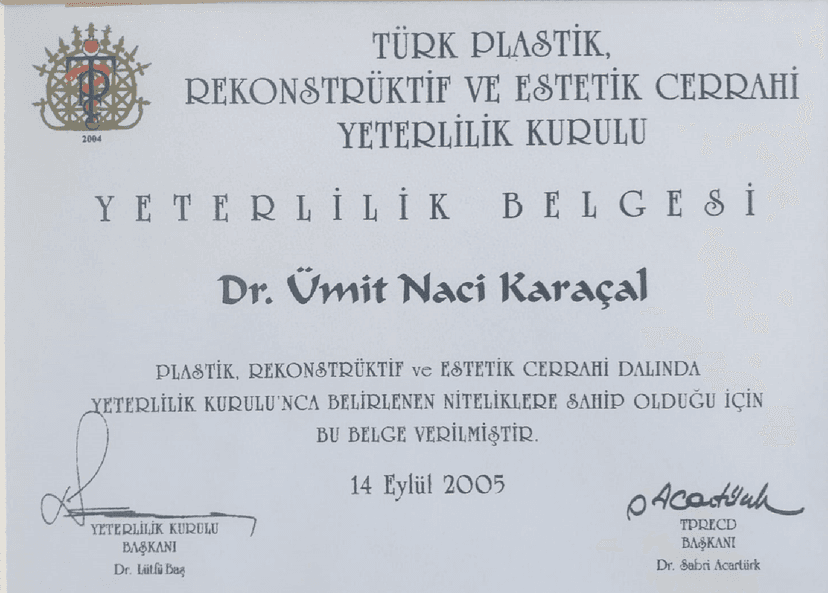 2004
TÜRK PLASTİK,
REKONSTRÜKTİF VE ESTETİK CERRAHİ
YETERLİLİK KURULU
YETERLİLİK BELGESİ
Dr. Ümit Naci Karaçal
PLASTİK, REKONSTRÜKTİF ve ESTETİK CERRAHİ DALINDA
YETERLİLİK KURULU'NCA BELİRLENEN NİTELİKLERE SAHİP OLDUĞU İÇİN
BU BELGE VERİLMİŞTİR.
14 Eylül 2005
YETERLİLİK KURULU
BAŞKANI
Dr. Lütfü Baş
Acartürk
TPRECD
BAŞKANI
Dr. Sabri Acartürk